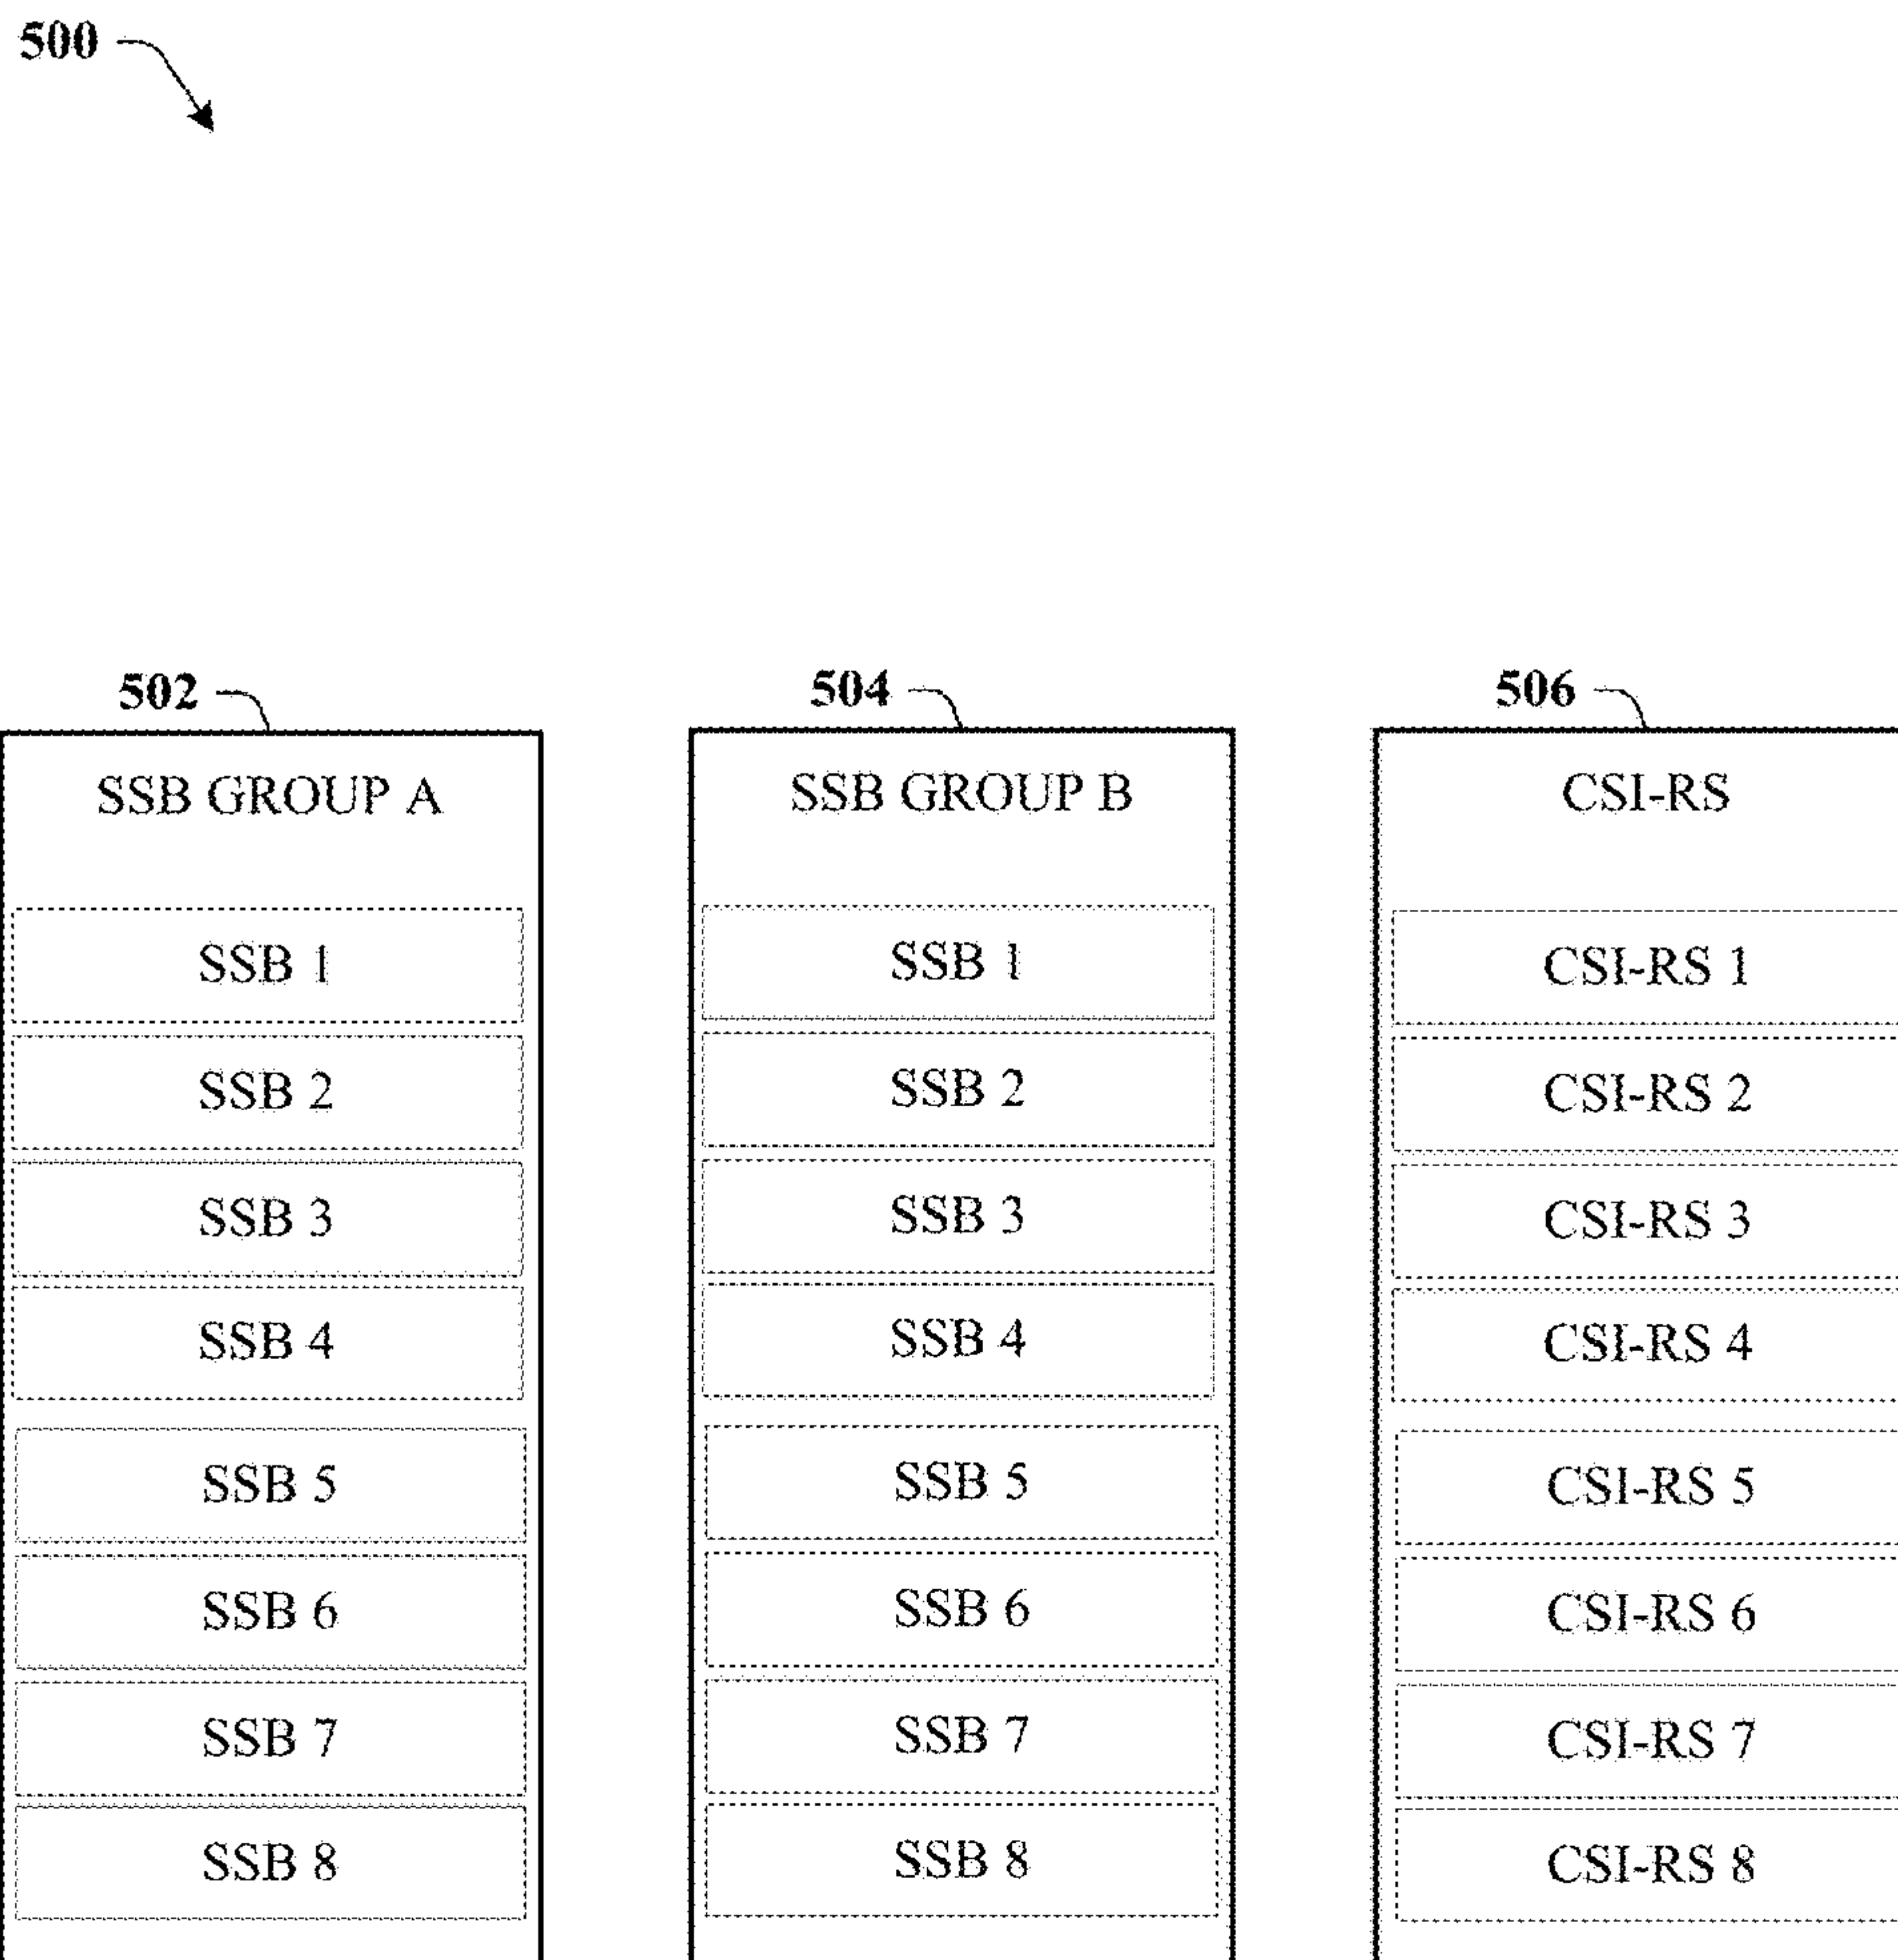 500
502
SSB GROUP A
SSB 1
SSB 2
SSB 3
SSB 4
SSB 5
SSB 6
SSB 7
SSB 8
504
SSB GROUP B
SSB 1
SSB 2
SSB 3
SSB 4
SSB 5
SSB 6
SSB 7
SSB 8
506
CSI-RS
CSI-RS 1
CSI-RS 2
CSI-RS 3
CSI-RS 4
CSI-RS 5
CSI-RS 6
CSI-RS 7
CSI-RS 8